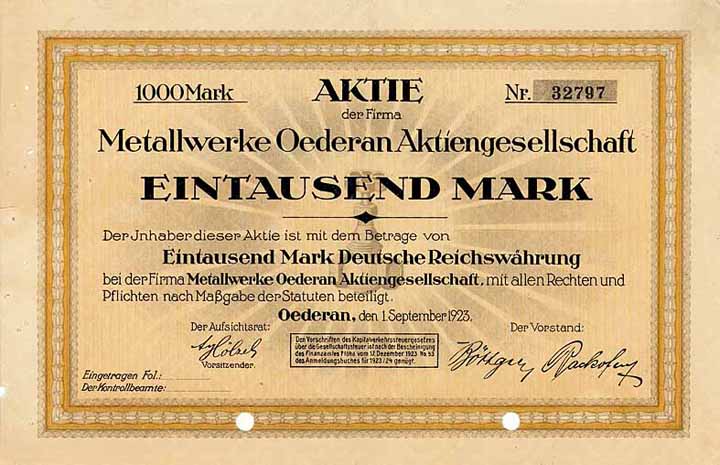 1000 Mark
AKTIE
Nr. 32797
der Firma
Metallwerke Oederan Aktiengesellschaft
EINTAUSEND MARK
Der Jnhaber dieser Aktie ist mit dem Betrage von
Eintausend Mark Deutsche Reichswährung
bei der Firma Metallwerke Oederan Aktiengesellschaft, mit allen Rechten und
Pflichten nach Maßgabe der Statuten beteiligt.
Oederan, den 1. September 1923.
Der Aufsichtsrat:
Vorsitzender.
Den Vorschriften des Kapitalverkehrssteuergesetzes
über die Gesellschaftssteuer ist nach der Bescheinigung
des Finanzamtes Flöha vom 17. Dezember 1923 No 53
des Anmeldungsbuches für 1923/24 genügt.
Der Vorstand:
Böttger
Eingetragen Fol.:
Der Kontrollbeamte: